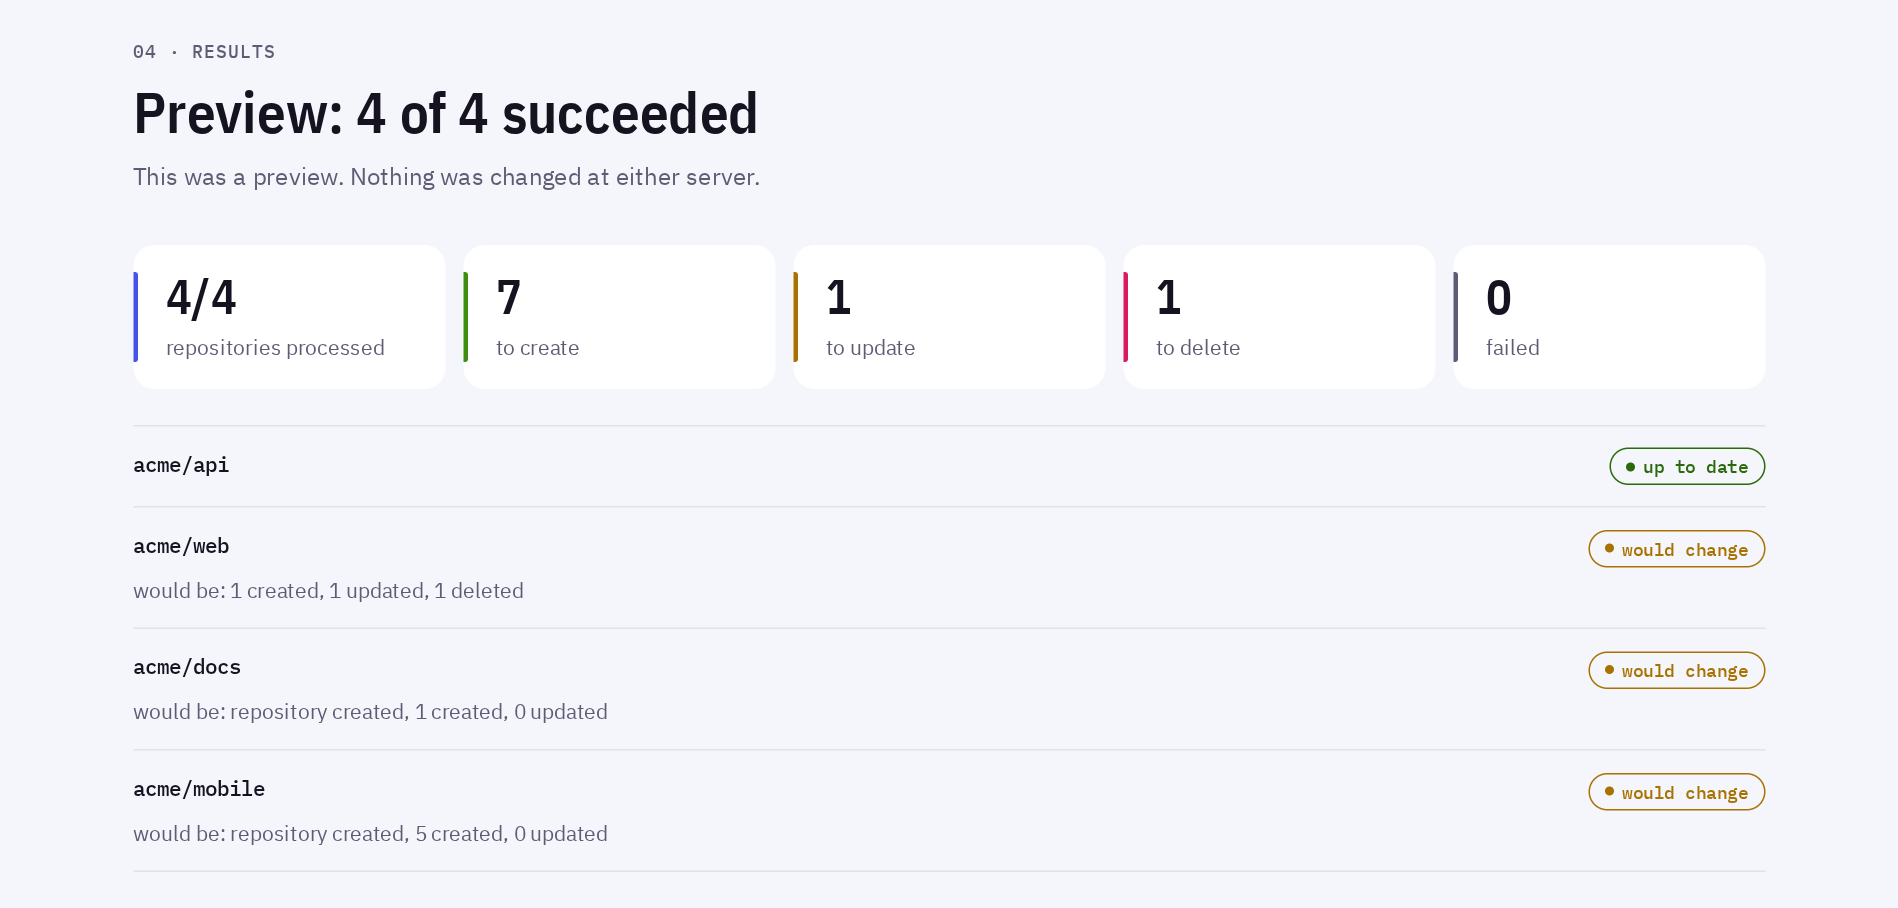 04 · RESULTS
Preview: 4 of 4 succeeded
This was a preview. Nothing was changed at either server.
4/4
repositories processed
7
to create
1
to update
1
to delete
0
failed
acme/api
up to date
acme/web
would change
would be: 1 created, 1 updated, 1 deleted
acme/docs
would change
would be: repository created, 1 created, 0 updated
acme/mobile
would change
would be: repository created, 5 created, 0 updated